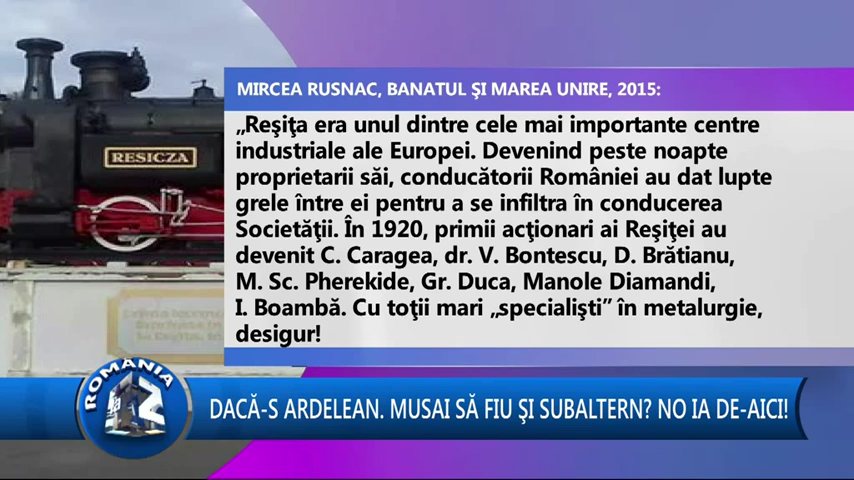 MIRCEA RUSNAC, BANATUL ŞI MAREA UNIRE, 2015:
„Reşiţa era unul dintre cele mai importante centre
industriale ale Europei. Devenind peste noapte
proprietarii săi, conducătorii României au dat lupte
grele între ei pentru a se infiltra în conducerea
Societăţii. În 1920, primii acţionari ai Reşiţei au
devenit C. Caragea, dr. V. Bontescu, D. Brătianu,
M. Sc. Pherekide, Gr. Duca, Manole Diamandi,
I. Boambă. Cu toţii mari „specialişti” în metalurgie,
desigur!
RESICZA
ROMANIA
la
Z
DACĂ-S ARDELEAN. MUSAI SĂ FIU ŞI SUBALTERN? NO IA DE-AICI!